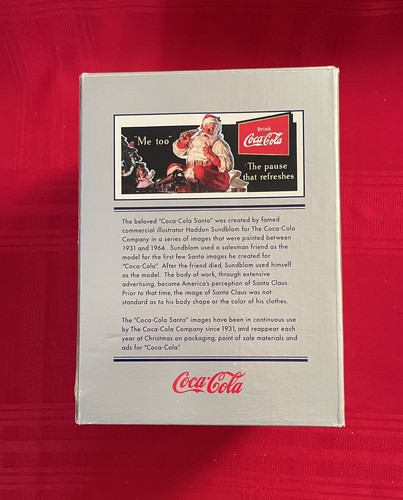 "Me too"
Drink
Coca-Cola
The pause
that refreshes
The beloved "Coca-Cola Santa" was created by famed
commercial illustrator Haddon Sundblom for The Coca-Cola
Company in a series of images that were painted between
1931 and 1964. Sundblom used a salesman friend as the
model for the first few Santa images he created for
"Coca-Cola". After the friend died, Sundblom used himself
as the model. The body of work, through extensive
advertising, became America's perception of Santa Claus.
Prior to that time, the image of Santa Claus was not
standard as to his body shape or the color of his clothes.
The "Coca-Cola Santa" images have been in continuous use
by The Coca-Cola Company since 1931, and reappear each
year at Christmas on packaging, point of sale materials and
ads for "Coca-Cola".
Coca-Cola